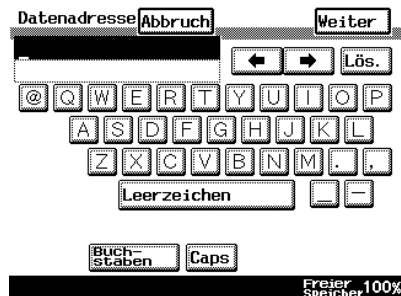 Datenadresse Abbruch Weiter
← → Lös.
@ Q W E R T Y U I O P
A S D F G H J K L
Z X C V B N M . ,
Leerzeichen _ −
Buch-
staben Caps
Freier
Speicher 100%